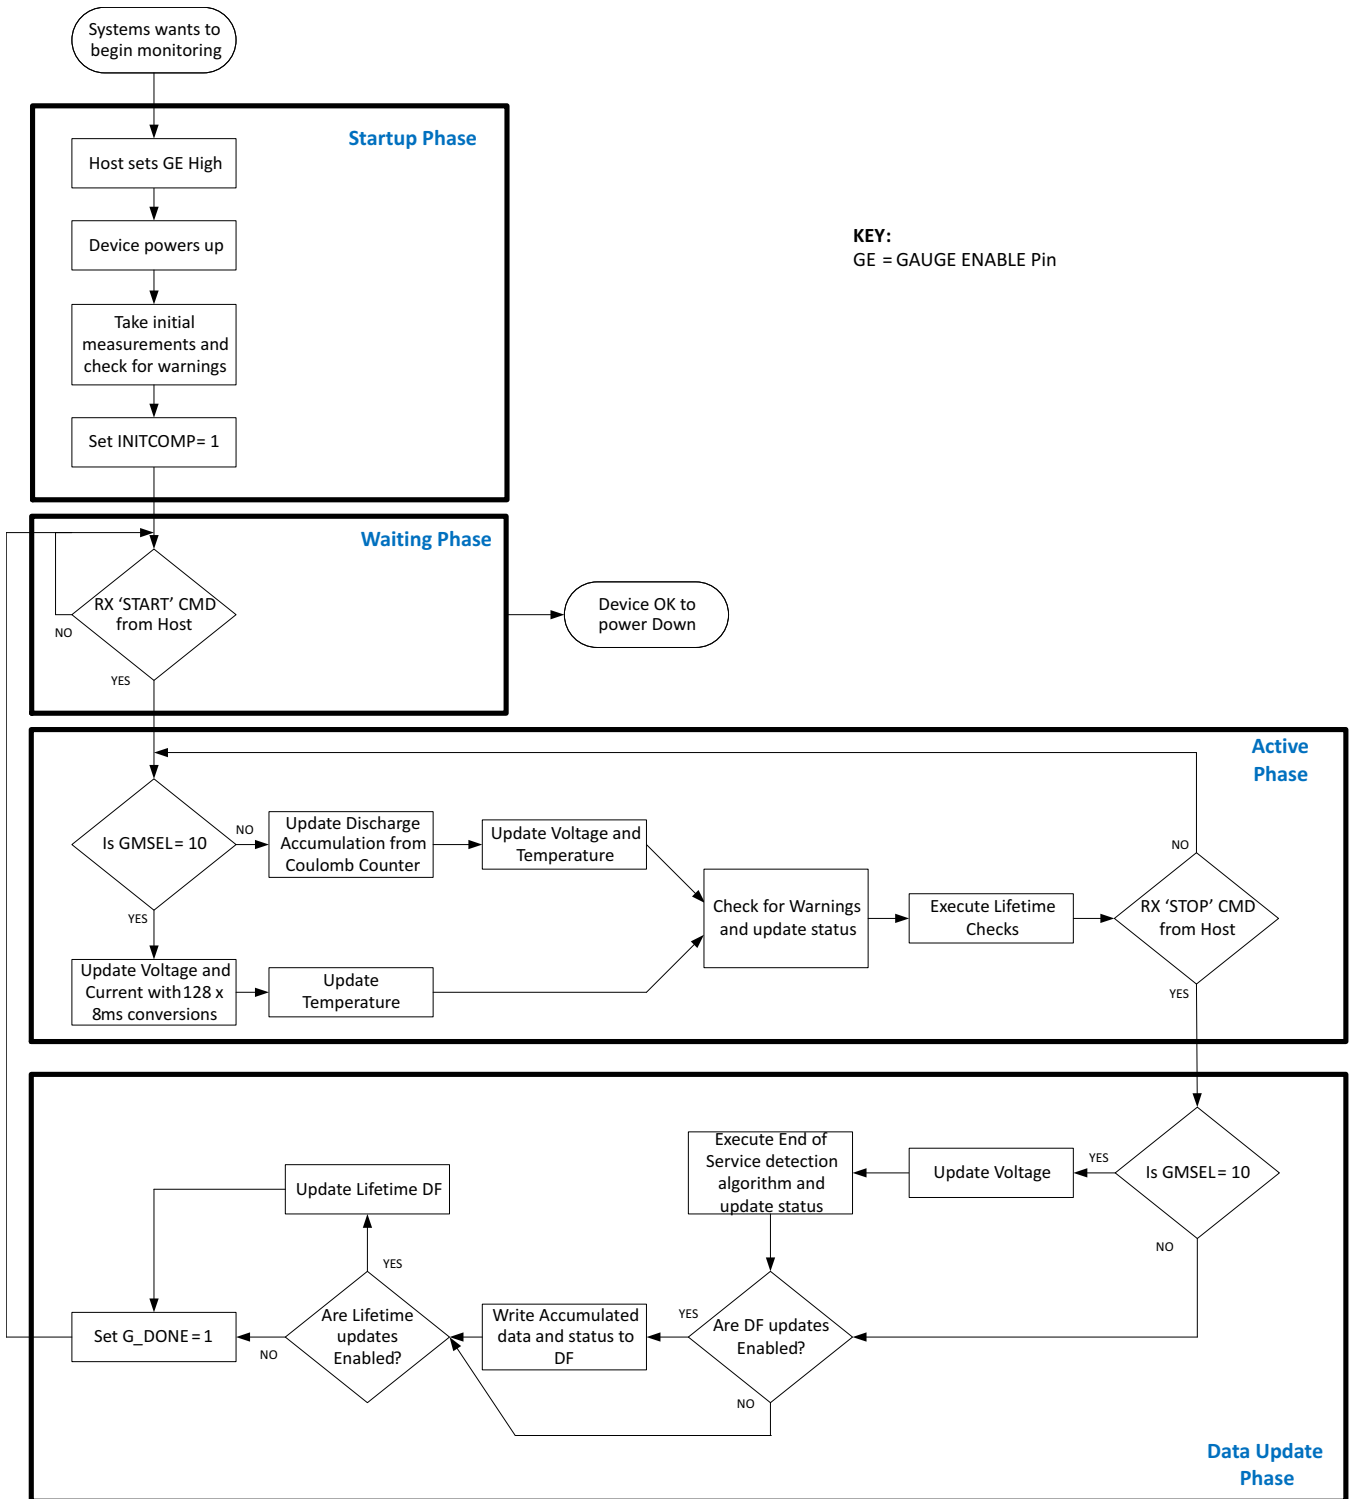 Systems wants to
begin monitoring
Startup Phase
Host sets GE High
Device powers up
KEY:
GE = GAUGE ENABLE Pin
Take initial
measurements and
check for warnings
Set INITCOMP= 1
Waiting Phase
RX ‘START’ CMD
from Host
NO
YES
Device OK to
power Down
Active
Phase
Is GMSEL= 10
NO
YES
Update Discharge
Accumulation from
Coulomb Counter
Update Voltage and
Temperature
Check for Warnings
and update status
Execute Lifetime
Checks
RX ‘STOP’ CMD
from Host
NO
YES
Update Voltage and
Current with128 x
8ms conversions
Update
Temperature
Is GMSEL= 10
YES
NO
Update Voltage
Execute End of
Service detection
algorithm and
update status
Update Lifetime DF
Are DF updates
Enabled?
YES
NO
Write Accumulated
data and status to
DF
Are Lifetime
updates
Enabled?
YES
NO
Set G_DONE=1
Data Update
Phase